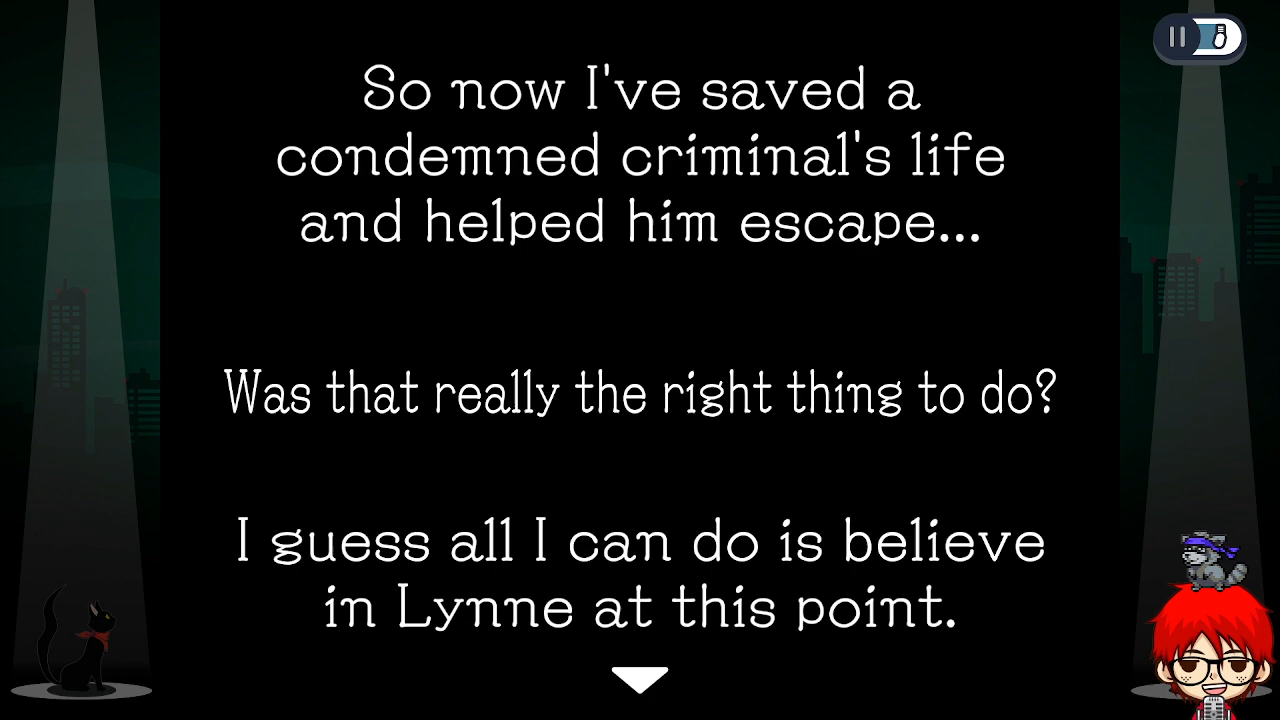 So now I've saved a
condemned criminal's life
and helped him escape...
Was that really the right thing to do?
I guess all I can do is believe
in Lynne at this point.